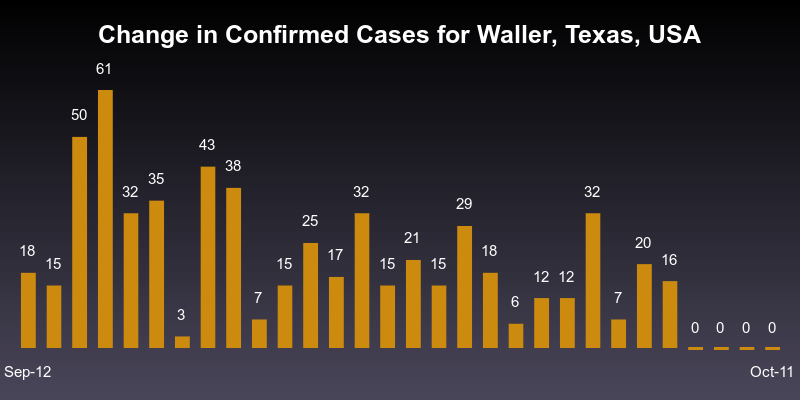 Change in Confirmed Cases for Waller, Texas, USA
18 15 50 61 32 35 3 43 38 7 15 25 17 32 15 21 15 29 18 6 12 12 32 7 20 16 0 0 0 0
Sep-12 Oct-11